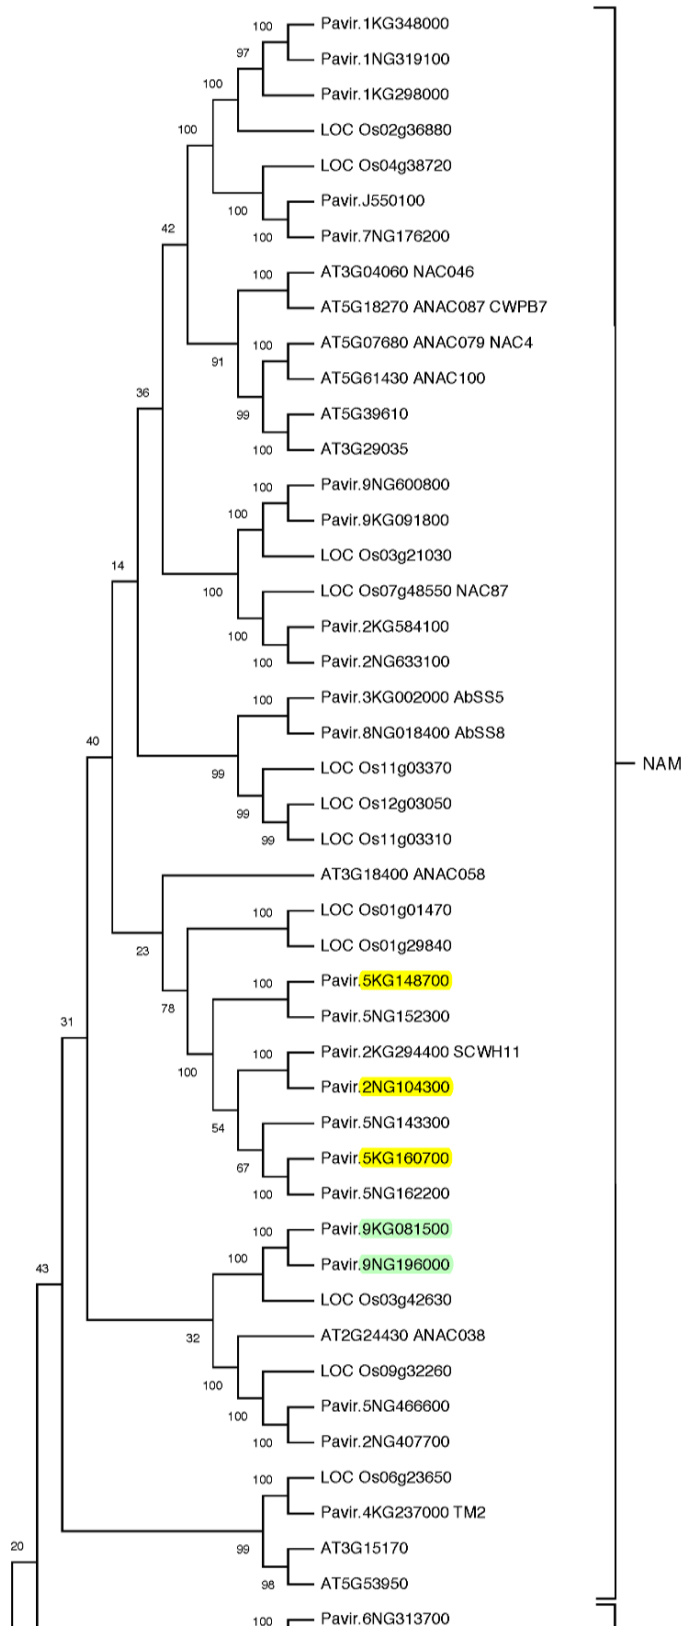 100
Pavir.1KG348000
97
Pavir.1NG319100
100
Pavir.1KG298000
100
LOC Os02g36880
LOC Os04g38720
100
Pavir.J550100
42
100
Pavir.7NG176200
100
AT3G04060 NAC046
AT5G18270 ANAC087 CWPB7
91
100
AT5G07680 ANAC079 NAC4
AT5G61430 ANAC100
36
99
AT5G39610
100
AT3G29035
100
Pavir.9NG600800
100
Pavir.9KG091800
LOC Os03g21030
14
100
LOC Os07g48550 NAC87
100
Pavir.2KG584100
100
Pavir.2NG633100
100
Pavir.3KG002000 AbSS5
Pavir.8NG018400 AbSS8
40
99
LOC Os11g03370
NAM
99
LOC Os12g03050
99
LOC Os11g03310
AT3G18400 ANAC058
100
LOC Os01g01470
23
LOC Os01g29840
100
Pavir.5KG148700
78
Pavir.5NG152300
31
100
Pavir.2KG294400 SCWH11
100
Pavir.2NG104300
54
Pavir.5NG143300
67
Pavir.5KG160700
100
Pavir.5NG162200
100
Pavir.9KG081500
43
100
Pavir.9NG196000
LOC Os03g42630
32
AT2G24430 ANAC038
100
LOC Os09g32260
100
Pavir.5NG466600
100
Pavir.2NG407700
100
LOC Os06g23650
Pavir.4KG237000 TM2
20
99
AT3G15170
98
AT5G53950
100
Pavir.6NG313700